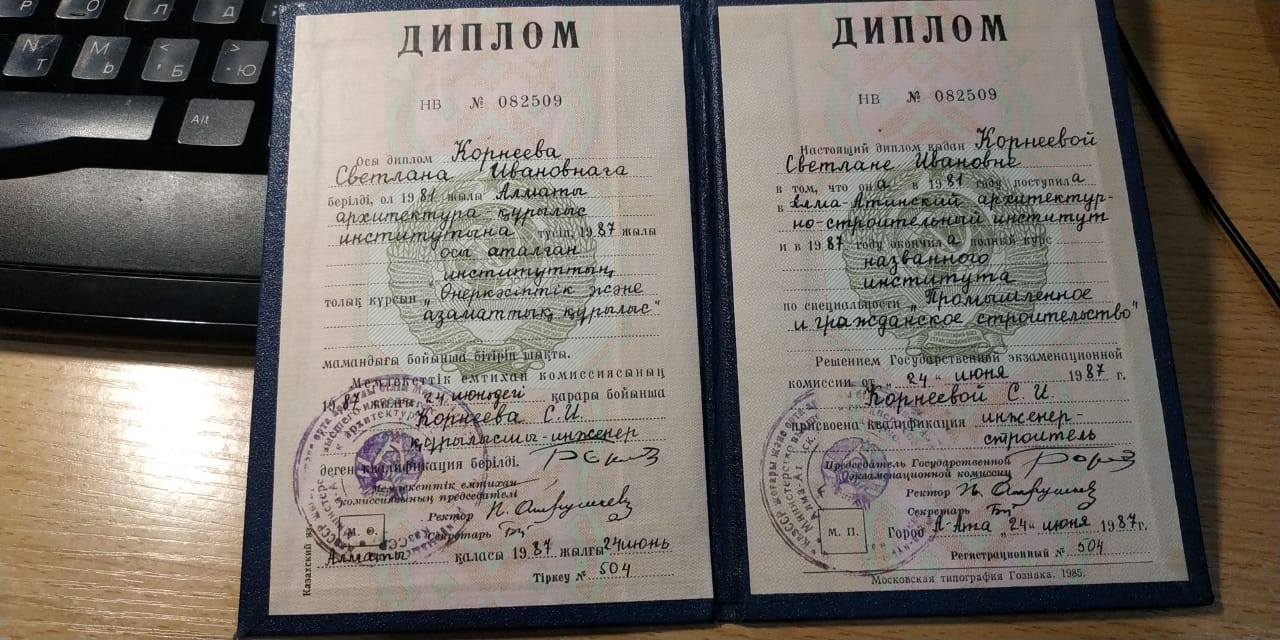 ДИПЛОМ
НВ № 082509
Осы диплом Корнеева
Светлана Ивановнаға
берілді, ол 1981 жылы Алматы
архитектура-құрылыс
институтына түсіп, 1987 жылы
осы аталған
институттың
толық курсын „Өнеркәсіптік және
азаматтық құрылыс"
мамандығы бойынша бітіріп шықты.
Мемлекеттік емтихан комиссиясының
1987 жылғы 24 июндегі қарары бойынша
Корнеева С.И.
құрылысшы-инженер
деген квалификация берілді.
Мемлекеттік емтихан
комиссиясының председателі
Ректор
Секретарь
М. О.
Алматы қаласы 1987 жылғы 24 июнь
Тіркеу № 504
ДИПЛОМ
НВ № 082509
Настоящий диплом выдан Корнеевой
Светлане Ивановне
в том, что она в 1981 году поступила
в Алма-Атинский архитектур-
но-строительный институт
и в 1987 году окончила полный курс
названного
института
по специальности „Промышленное
и гражданское строительство"
Решением Государственной экзаменационной
комиссии от „24" июня 1987 г.
Корнеевой С. И.
присвоена квалификация инженер-
строитель
Председатель Государственной
экзаменационной комиссии
Ректор
Секретарь
М. П.
Город А-Ата „24" июня 1987 г.
Регистрационный № 504
Московская типография Гознака. 1985.
N Т
M Ь
< Б
> Ю
Alt